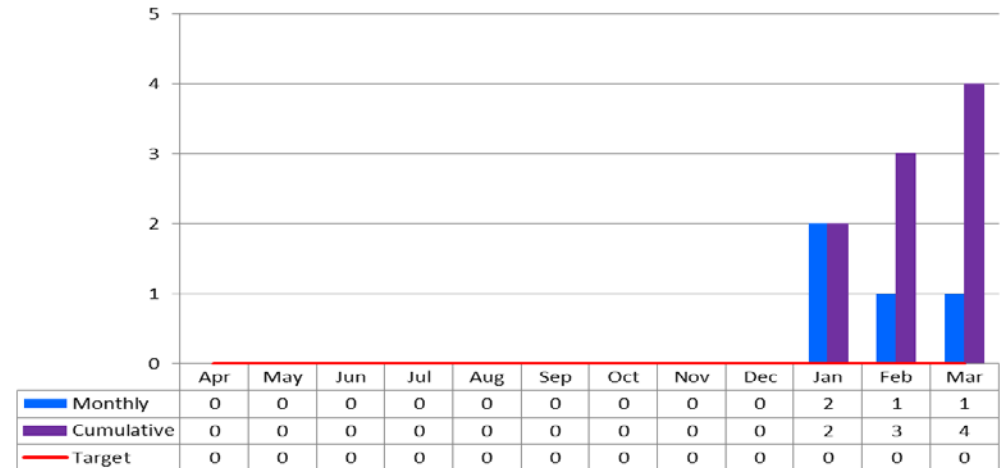 5
4
3
2
1
0
Apr May Jun Jul Aug Sep Oct Nov Dec Jan Feb Mar
Monthly 0 0 0 0 0 0 0 0 0 2 1 1
Cumulative 0 0 0 0 0 0 0 0 0 2 3 4
Target 0 0 0 0 0 0 0 0 0 0 0 0